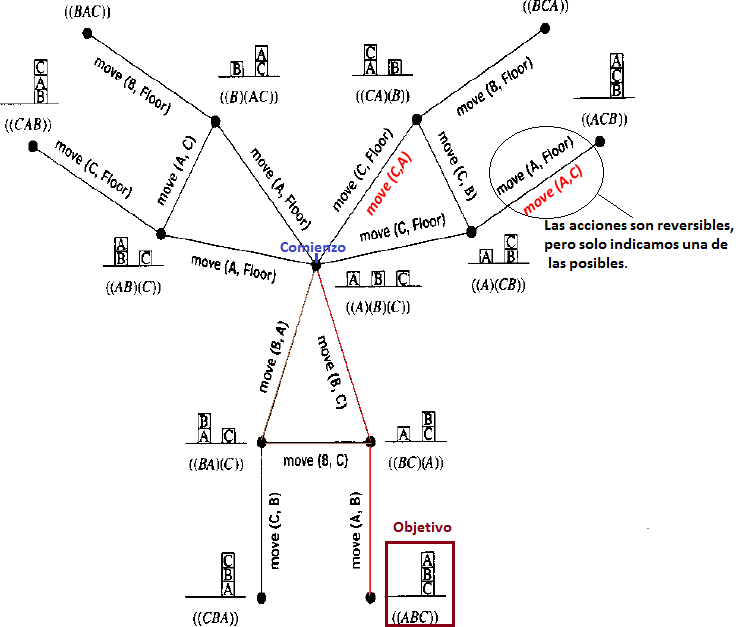 ((BAC))
((BCA))
C
A
B
((CAB))
move (B, Floor)
B
A
C
((B)(AC))
C
A
B
((CA)(B))
move (B, Floor)
A
C
B
((ACB))
move (C, Floor)
move (A, C)
move (A, Floor)
move (C, Floor)
move (C,A)
move (C, B)
move (A, Floor)
move (A,C)
Las acciones son reversibles,
pero solo indicamos una de
las posibles.
A
B
C
((AB)(C))
move (A, Floor)
Comienzo
move (C, Floor)
A
C
B
((A)(CB))
A
B
C
((A)(B)(C))
move (B, A)
move (B, C)
B
A
C
((BA)(C))
move (B, C)
A
B
C
((BC)(A))
move (C, B)
move (A, B)
Objetivo
C
B
A
((CBA))
A
B
C
((ABC))